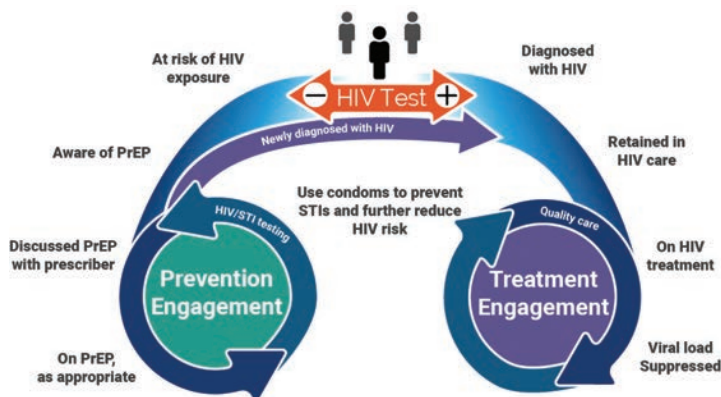 At risk of HIV
exposure
Diagnosed
with HIV
− HIV Test +
Newly diagnosed with HIV
Aware of PrEP
Retained in
HIV care
Use condoms to prevent
STIs and further reduce
HIV risk
HIV/STI testing
Quality care
Discussed PrEP
with prescriber
Prevention
Engagement
Treatment
Engagement
On HIV
treatment
On PrEP,
as appropriate
Viral load
Suppressed